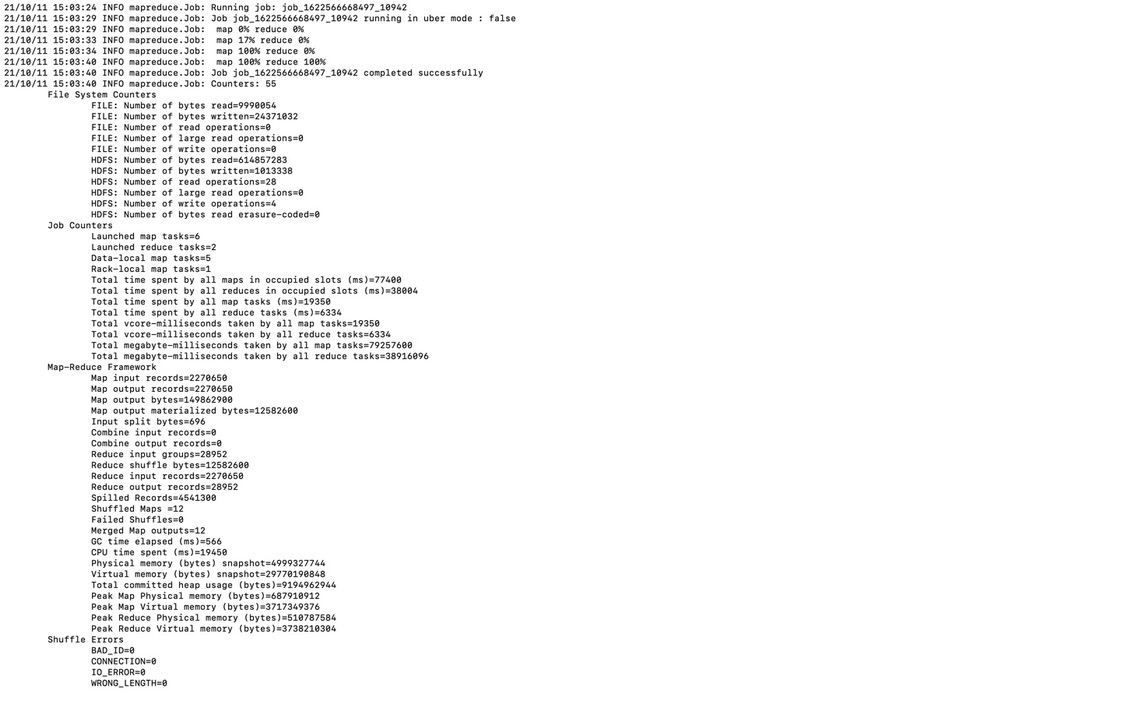 21/10/11 15:03:24 INFO mapreduce.Job: Running job: job_1622566668497_10942
21/10/11 15:03:29 INFO mapreduce.Job: Job job_1622566668497_10942 running in uber mode : false
21/10/11 15:03:29 INFO mapreduce.Job:  map 0% reduce 0%
21/10/11 15:03:33 INFO mapreduce.Job:  map 17% reduce 0%
21/10/11 15:03:34 INFO mapreduce.Job:  map 100% reduce 0%
21/10/11 15:03:40 INFO mapreduce.Job:  map 100% reduce 100%
21/10/11 15:03:40 INFO mapreduce.Job: Job job_1622566668497_10942 completed successfully
21/10/11 15:03:40 INFO mapreduce.Job: Counters: 55
File System Counters
FILE: Number of bytes read=9990054
FILE: Number of bytes written=24371032
FILE: Number of read operations=0
FILE: Number of large read operations=0
FILE: Number of write operations=0
HDFS: Number of bytes read=614857283
HDFS: Number of bytes written=1013338
HDFS: Number of read operations=28
HDFS: Number of large read operations=0
HDFS: Number of write operations=4
HDFS: Number of bytes read erasure-coded=0
Job Counters
Launched map tasks=6
Launched reduce tasks=2
Data-local map tasks=5
Rack-local map tasks=1
Total time spent by all maps in occupied slots (ms)=77400
Total time spent by all reduces in occupied slots (ms)=38004
Total time spent by all map tasks (ms)=19350
Total time spent by all reduce tasks (ms)=6334
Total vcore-milliseconds taken by all map tasks=19350
Total vcore-milliseconds taken by all reduce tasks=6334
Total megabyte-milliseconds taken by all map tasks=79257600
Total megabyte-milliseconds taken by all reduce tasks=38916096
Map-Reduce Framework
Map input records=2270650
Map output records=2270650
Map output bytes=149862900
Map output materialized bytes=12582600
Input split bytes=696
Combine input records=0
Combine output records=0
Reduce input groups=28952
Reduce shuffle bytes=12582600
Reduce input records=2270650
Reduce output records=28952
Spilled Records=4541300
Shuffled Maps =12
Failed Shuffles=0
Merged Map outputs=12
GC time elapsed (ms)=566
CPU time spent (ms)=19450
Physical memory (bytes) snapshot=4999327744
Virtual memory (bytes) snapshot=29770190848
Total committed heap usage (bytes)=9194962944
Peak Map Physical memory (bytes)=687910912
Peak Map Virtual memory (bytes)=3717349376
Peak Reduce Physical memory (bytes)=510787584
Peak Reduce Virtual memory (bytes)=3738210304
Shuffle Errors
BAD_ID=0
CONNECTION=0
IO_ERROR=0
WRONG_LENGTH=0